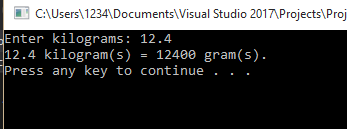 C:\Users\1234\Documents\Visual Studio 2017\Projects\Proj
Enter kilograms: 12.4
12.4 kilogram(s) = 12400 gram(s).
Press any key to continue . . .